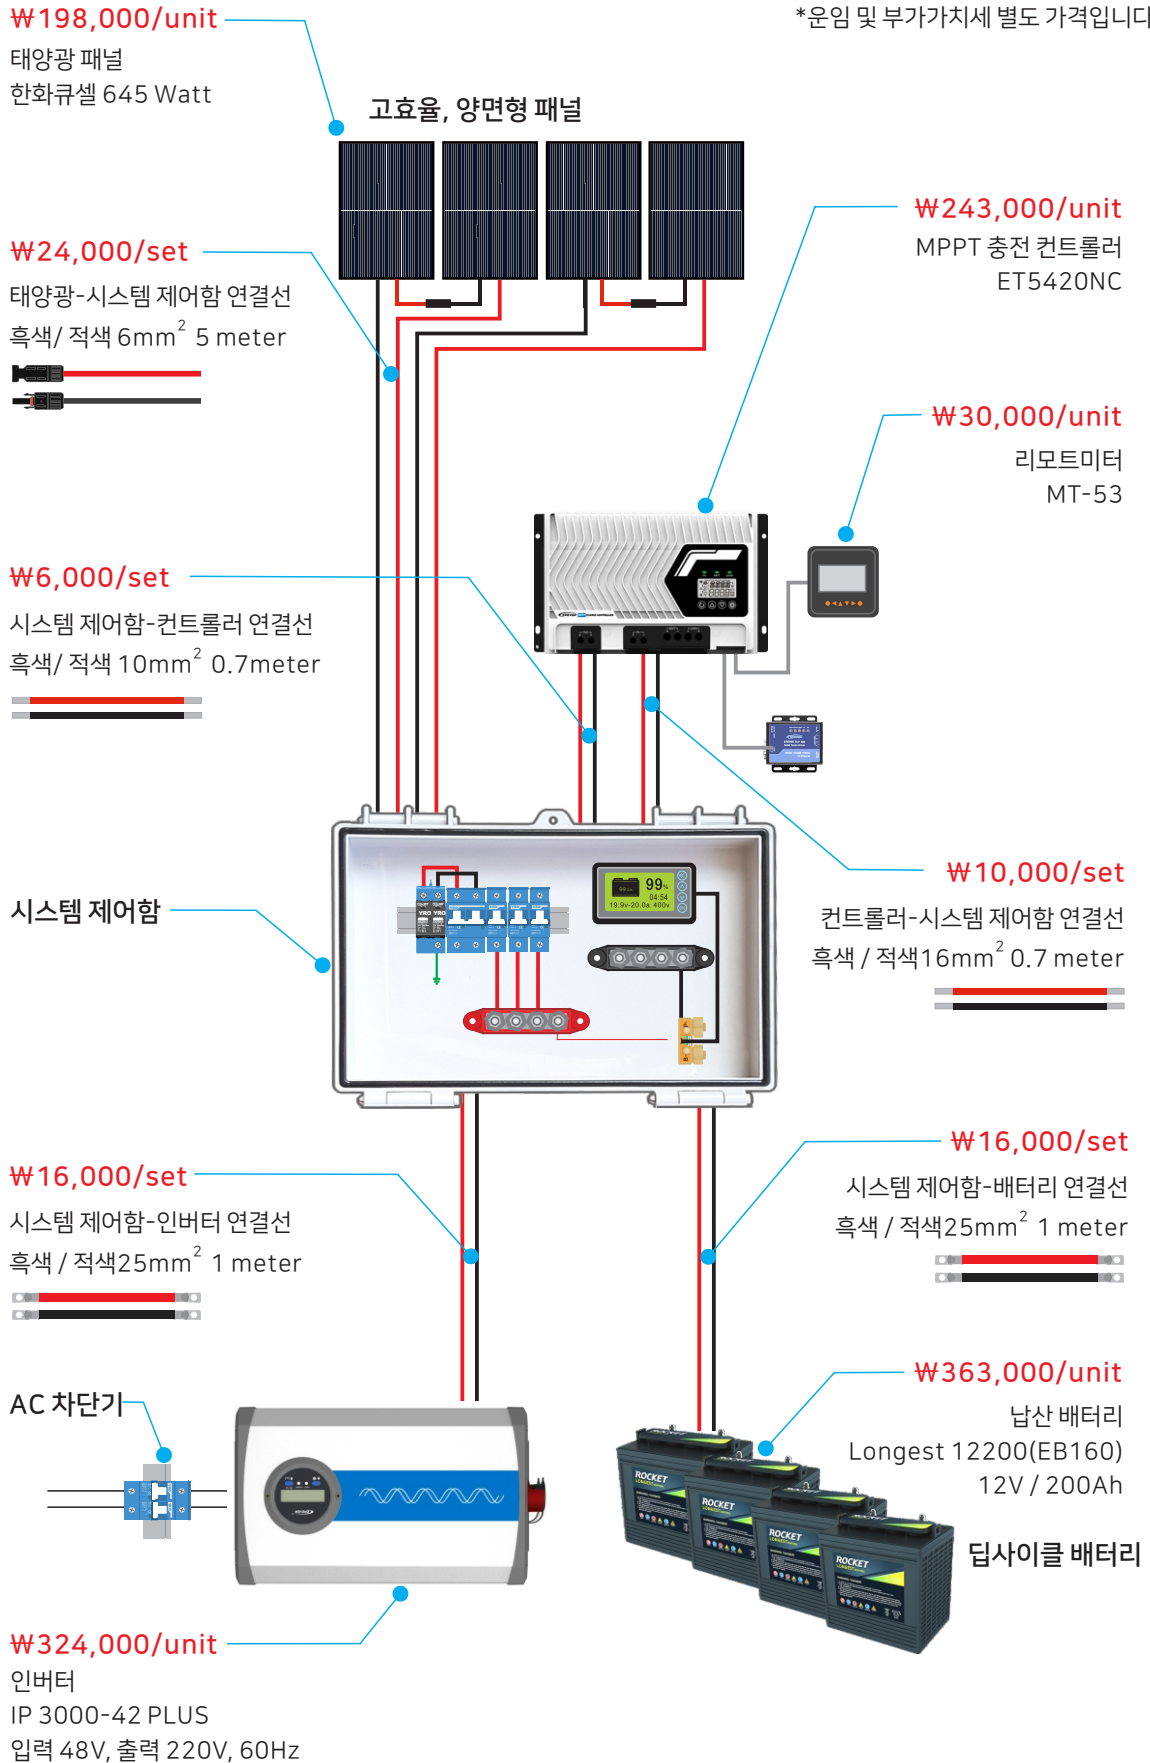 ₩198,000/unit
*운임 및 부가가치세 별도 가격입니다
태양광 패널
한화큐셀 645 Watt
고효율, 양면형 패널
₩243,000/unit
MPPT 충전 컨트롤러
ET5420NC
₩24,000/set
태양광-시스템 제어함 연결선
흑색/ 적색 6mm² 5 meter
₩30,000/unit
리모트미터
MT-53
₩6,000/set
시스템 제어함-컨트롤러 연결선
흑색/ 적색 10mm² 0.7meter
₩10,000/set
컨트롤러-시스템 제어함 연결선
흑색 / 적색16mm² 0.7 meter
시스템 제어함
YRO YRO
99%
04:54
19.9v-20.0a 400v
₩16,000/set
시스템 제어함-배터리 연결선
흑색 / 적색25mm² 1 meter
₩16,000/set
시스템 제어함-인버터 연결선
흑색 / 적색25mm² 1 meter
₩363,000/unit
납산 배터리
Longest 12200(EB160)
12V / 200Ah
딥사이클 배터리
AC 차단기
ROCKET
ROCKET
ROCKET
ROCKET
₩324,000/unit
인버터
IP 3000-42 PLUS
입력 48V, 출력 220V, 60Hz